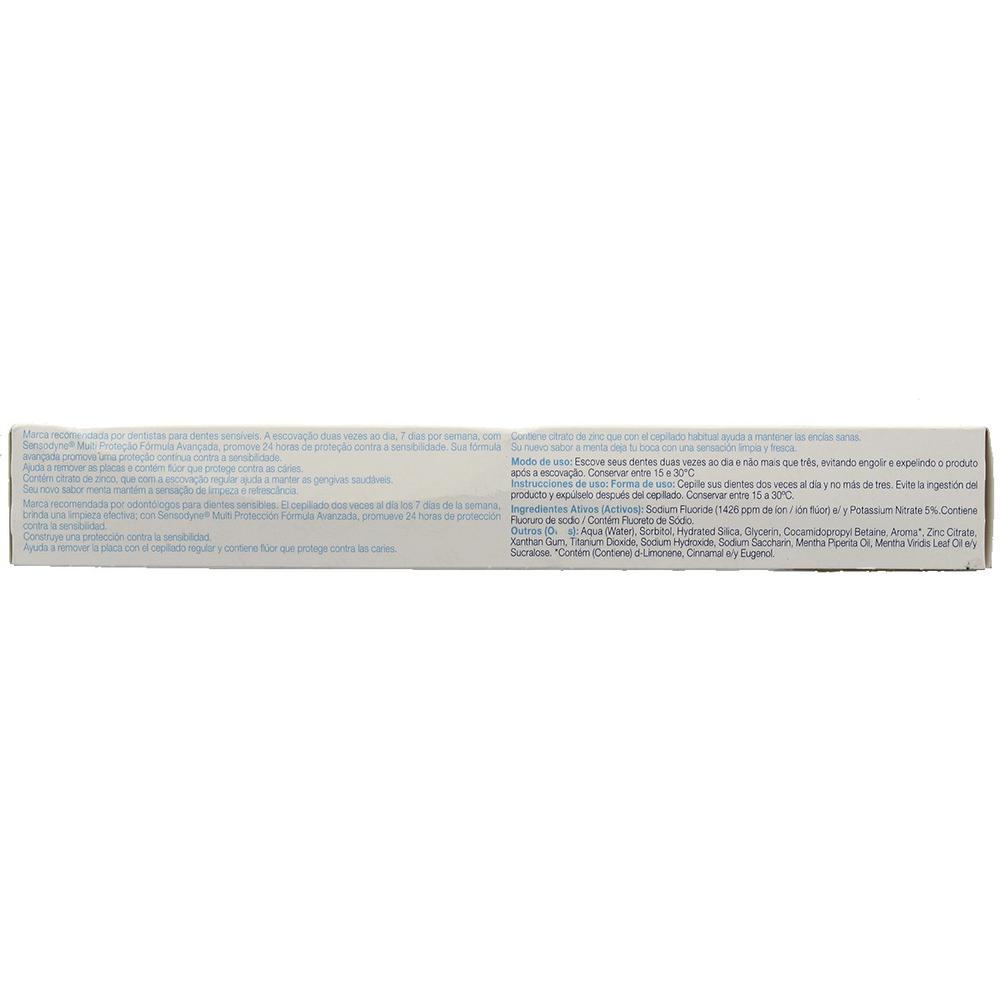 Marca recomendada por dentistas para dentes sensíveis. A escovação duas vezes ao dia, 7 dias por semana, com
Sensodyne® Multi Proteção Fórmula Avançada, promove 24 horas de proteção contra a sensibilidade. Sua fórmula
avançada promove uma proteção contínua contra a sensibilidade.
Ajuda a remover as placas e contém flúor que protege contra as cáries.
Contém citrato de zinco, que com a escovação regular ajuda a manter as gengivas saudáveis.
Seu novo sabor menta mantém a sensação de limpeza e refrescância.
Marca recomendada por odontólogos para dientes sensibles. El cepillado dos veces al día los 7 días de la semana,
brinda una limpieza efectiva; con Sensodyne® Multi Protección Fórmula Avanzada, promueve 24 horas de protección
contra la sensibilidad.
Construye una protección contra la sensibilidad.
Ayuda a remover la placa con el cepillado regular y contiene flúor que protege contra las caries.
Contiene citrato de zinc que con el cepillado habitual ayuda a mantener las encías sanas.
Su nuevo sabor a menta deja tu boca con una sensación limpia y fresca.
Modo de uso: Escove seus dentes duas vezes ao dia e não mais que três, evitando engolir e expelindo o produto
após a escovação. Conservar entre 15 e 30°C
Instrucciones de uso: Forma de uso: Cepille sus dientes dos veces al día y no más de tres. Evite la ingestión del
producto y expúlselo después del cepillado. Conservar entre 15 a 30ºC.
Ingredientes Ativos (Activos): Sodium Fluoride (1426 ppm de íon / ión flúor) e/ y Potassium Nitrate 5%.Contiene
Fluoruro de sodio / Contém Fluoreto de Sódio.
Outros Aqua (Water), Sorbitol, Hydrated Silica, Glycerin, Cocamidopropyl Betaine, Aroma*, Zinc Citrate,
Xanthan Gum, Titanium Dioxide, Sodium Hydroxide, Sodium Saccharin, Mentha Piperita Oil, Mentha Viridis Leaf Oil e/y
Sucralose. *Contém (Contiene) d-Limonene, Cinnamal e/y Eugenol.